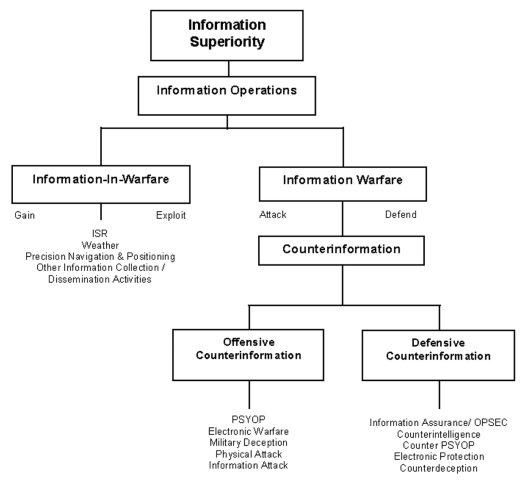 Information
Superiority
Information Operations
Information-In-Warfare
Information Warfare
Gain
Exploit
Attack
Defend
ISR
Weather
Precision Navigation & Positioning
Other Information Collection /
Dissemination Activities
Counterinformation
Offensive
Counterinformation
Defensive
Counterinformation
PSYOP
Electronic Warfare
Military Deception
Physical Attack
Information Attack
Information Assurance/ OPSEC
Counterintelligence
Counter PSYOP
Electronic Protection
Counterdeception